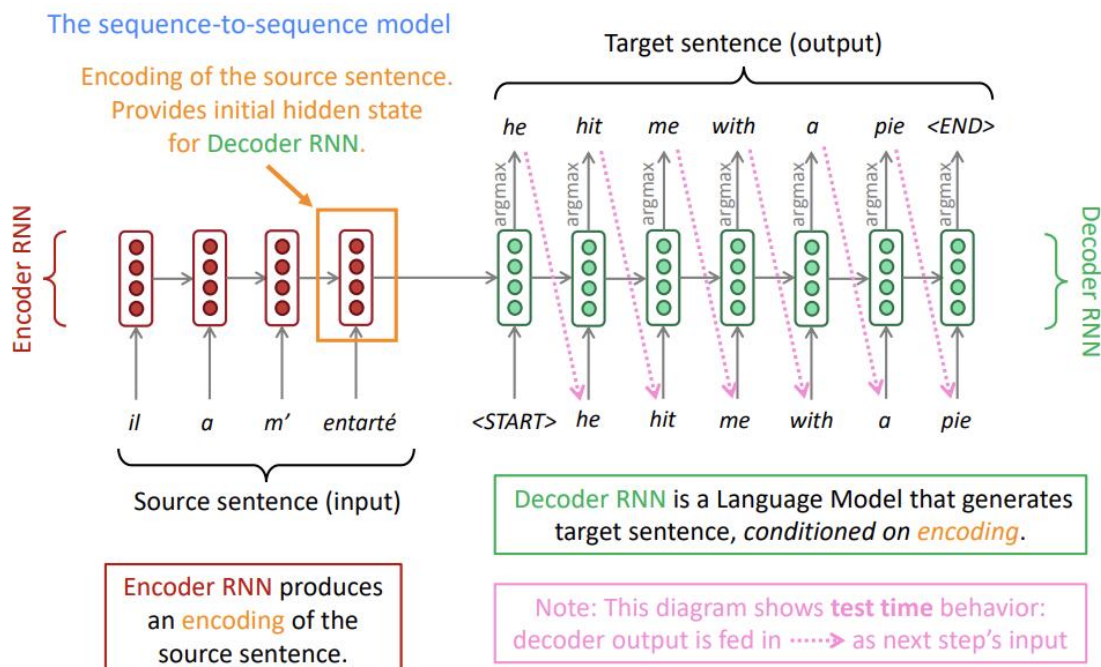 The sequence-to-sequence model
Encoding of the source sentence.
Provides initial hidden state
for Decoder RNN.
Target sentence (output)
he hit me with a pie <END>
argmax argmax argmax argmax argmax argmax argmax
Encoder RNN
Decoder RNN
il a m' entarté
<START> he hit me with a pie
Source sentence (input)
Decoder RNN is a Language Model that generates
target sentence, conditioned on encoding.
Encoder RNN produces
an encoding of the
source sentence.
Note: This diagram shows test time behavior:
decoder output is fed in as next step's input